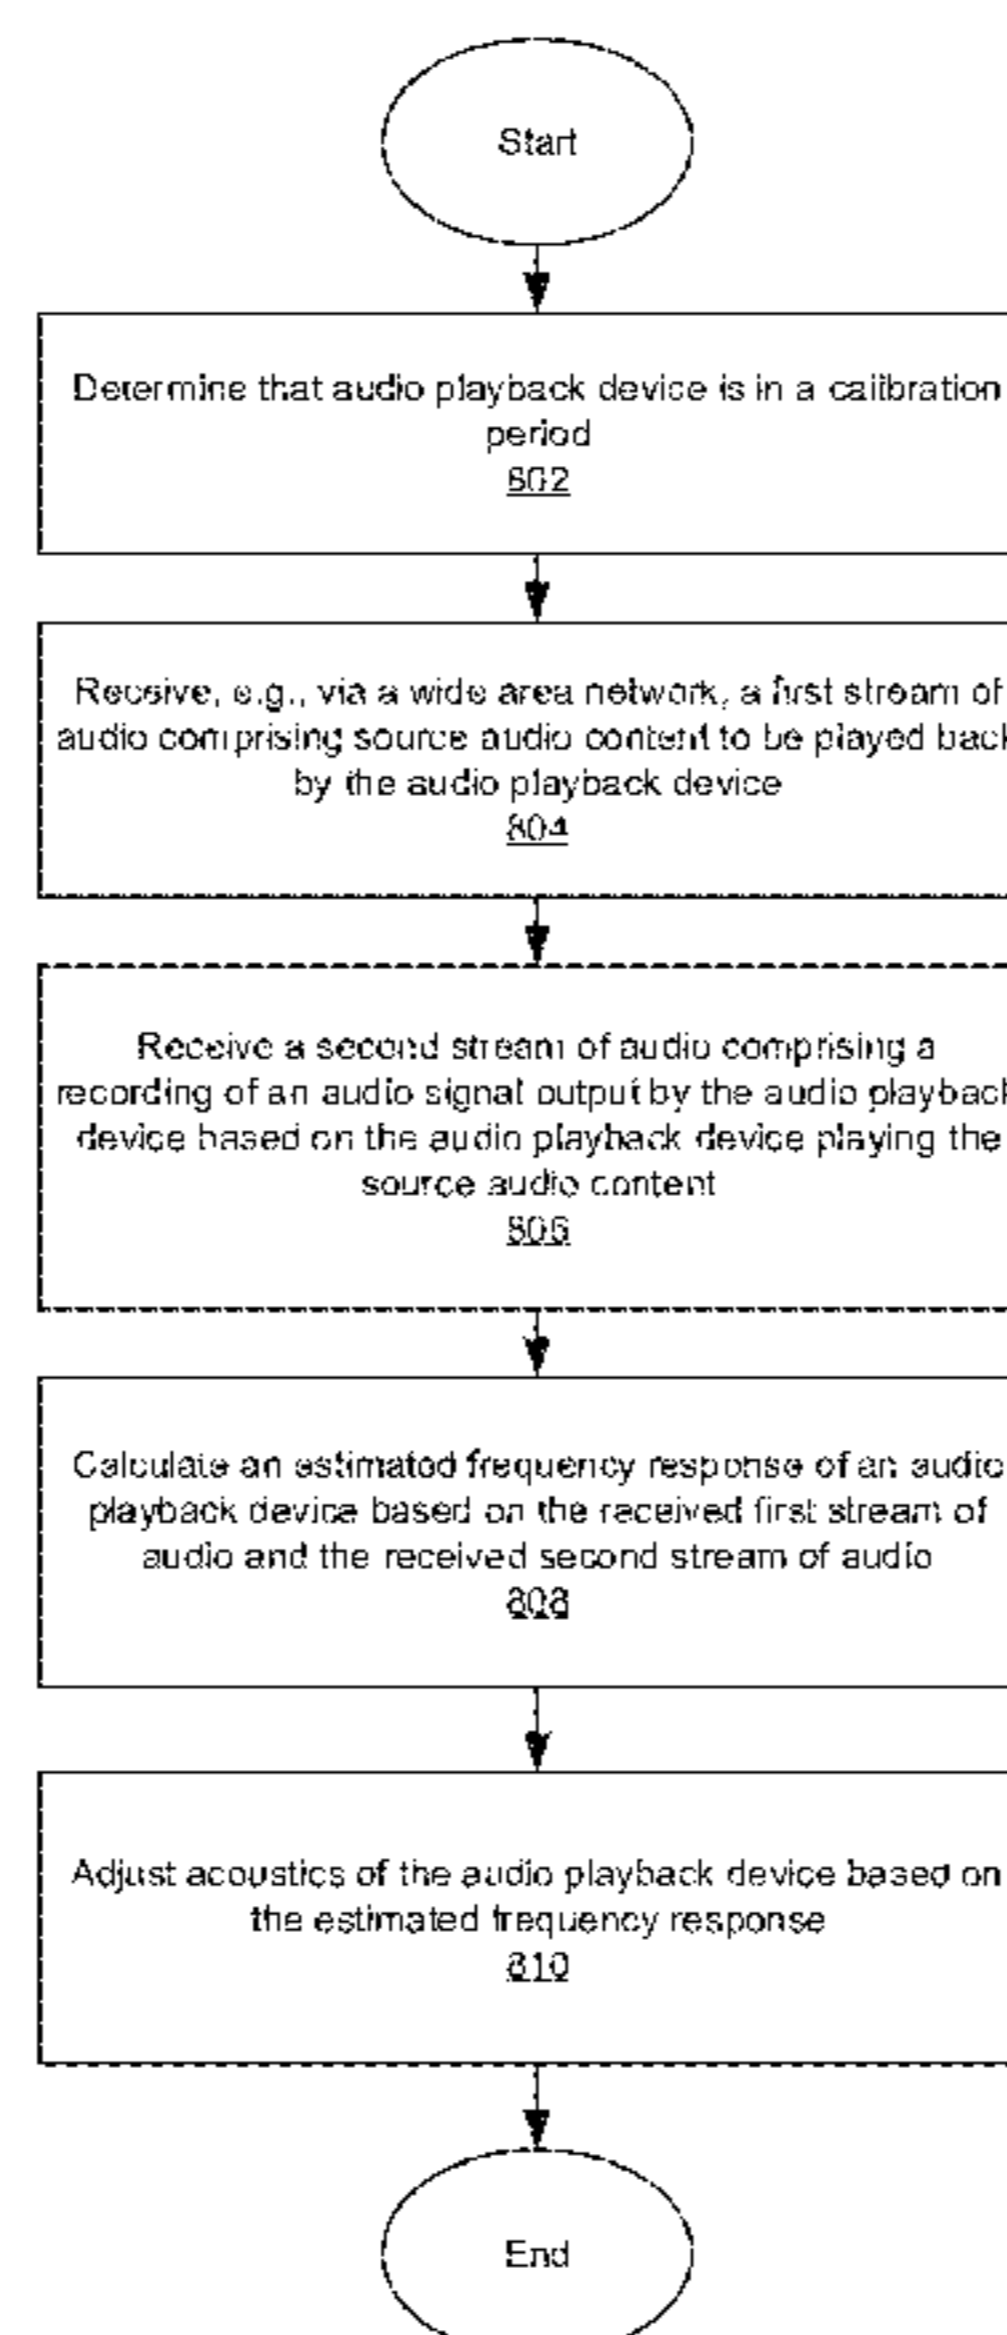 Start
Determine that audio playback device is in a calibration
period
802
Receive, e.g., via a wide area network, a first stream of
audio comprising source audio content to be played back
by the audio playback device
804
Receive a second stream of audio comprising a
recording of an audio signal output by the audio playback
device based on the audio playback device playing the
source audio content
806
Calculate an estimated frequency response of an audio
playback device based on the received first stream of
audio and the received second stream of audio
808
Adjust acoustics of the audio playback device based on
the estimated frequency response
810
End